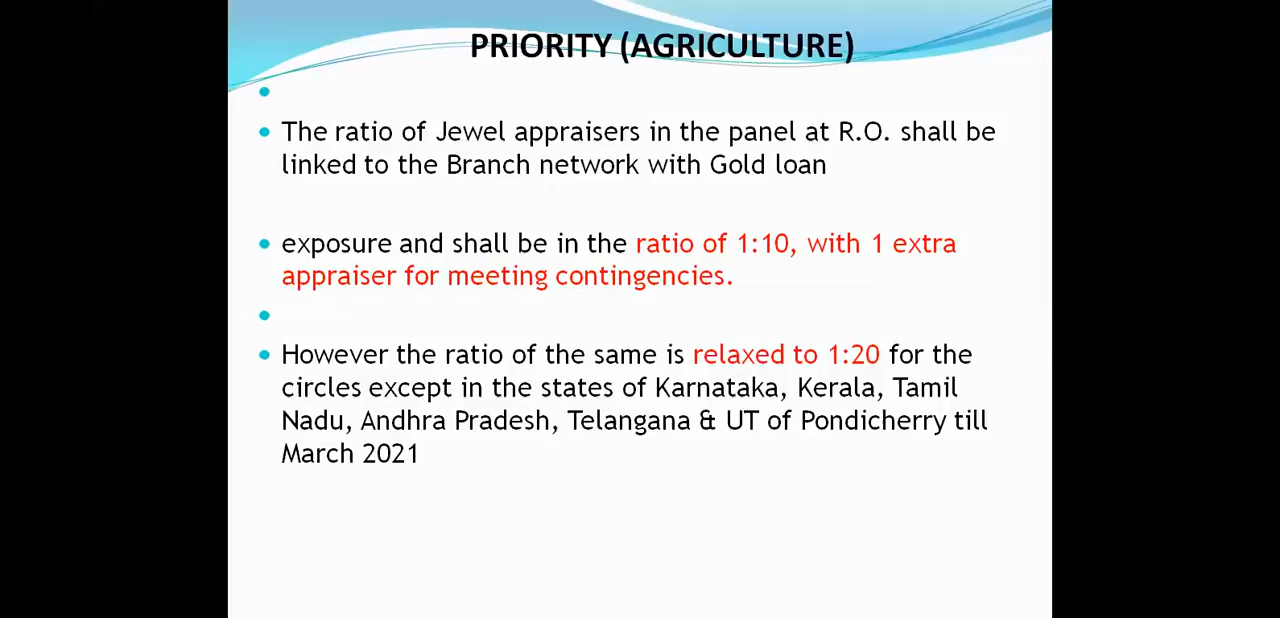 PRIORITY (AGRICULTURE)
The ratio of Jewel appraisers in the panel at R.O. shall be
linked to the Branch network with Gold loan
exposure and shall be in the ratio of 1:10, with 1 extra
appraiser for meeting contingencies.
However the ratio of the same is relaxed to 1:20 for the
circles except in the states of Karnataka, Kerala, Tamil
Nadu, Andhra Pradesh, Telangana & UT of Pondicherry till
March 2021